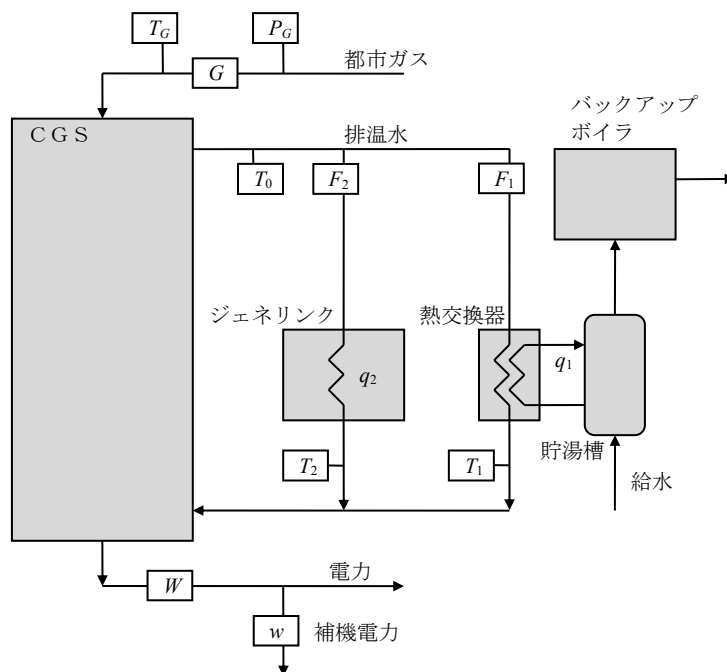 T_G
P_G
G
都市ガス
CGS
排温水
バックアップ
ボイラ
T_0
F_2
F_1
ジェネリンク
熱交換器
q_2
q_1
T_2
T_1
貯湯槽
給水
W
電力
w
補機電力